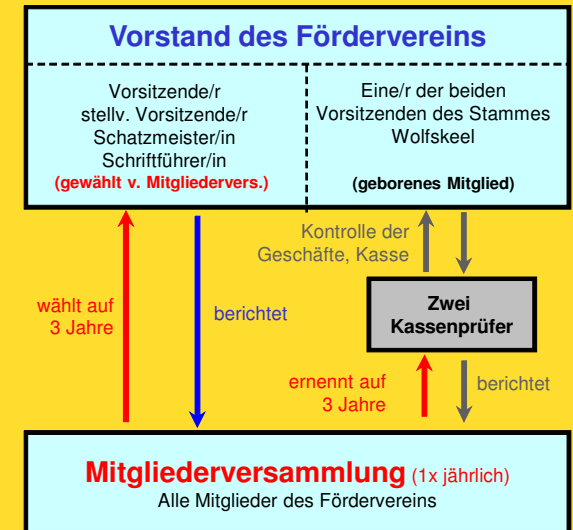 Vorstand des Fördervereins
Vorsitzende/r
stellv. Vorsitzende/r
Schatzmeister/in
Schriftführer/in
(gewählt v. Mitgliedervers.)
Eine/r der beiden
Vorsitzenden des Stammes
Wolfskeel
(geborenes Mitglied)
Kontrolle der
Geschäfte, Kasse
wählt auf
3 Jahre
berichtet
Zwei
Kassenprüfer
ernennt auf
3 Jahre
berichtet
Mitgliederversammlung (1x jährlich)
Alle Mitglieder des Fördervereins